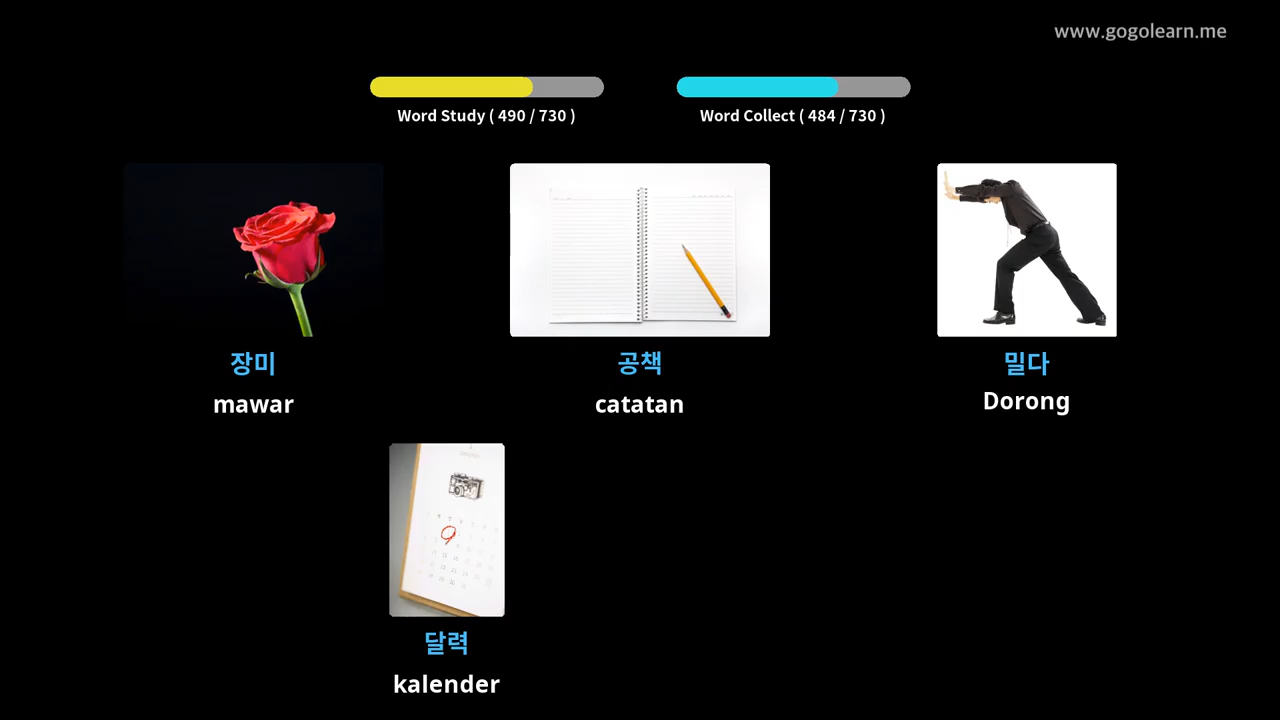 www.gogolearn.me
Word Study ( 490 / 730 )
Word Collect ( 484 / 730 )
장미
mawar
공책
catatan
밀다
Dorong
달력
kalender